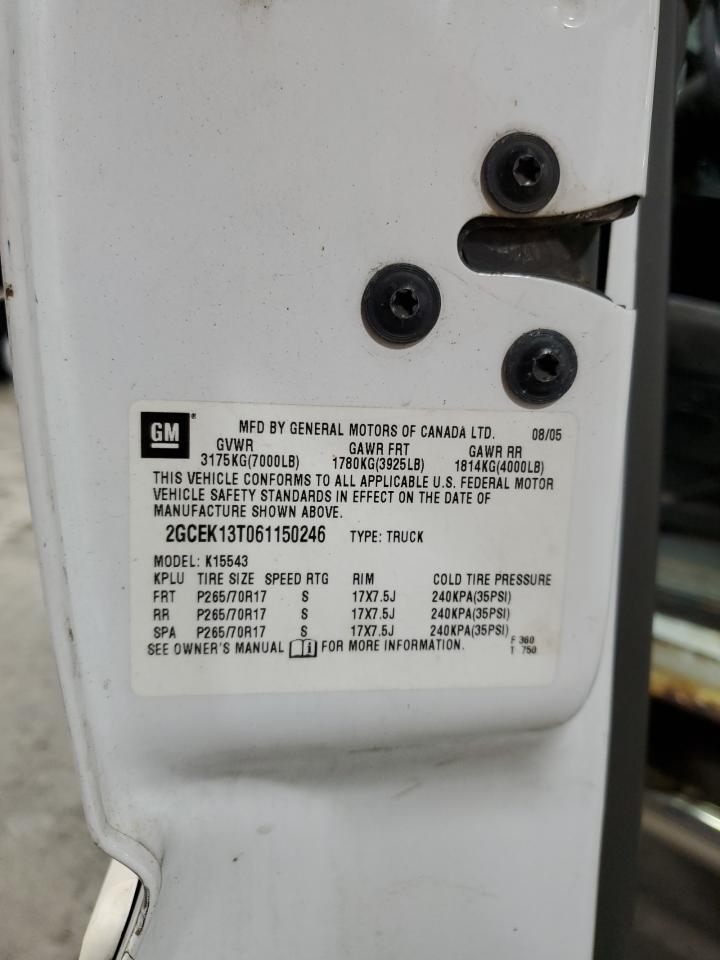 GM ® MFD BY GENERAL MOTORS OF CANADA LTD. 08/05
GVWR GAWR FRT GAWR RR
3175KG(7000LB) 1780KG(3925LB) 1814KG(4000LB)
THIS VEHICLE CONFORMS TO ALL APPLICABLE U.S. FEDERAL MOTOR
VEHICLE SAFETY STANDARDS IN EFFECT ON THE DATE OF
MANUFACTURE SHOWN ABOVE.
2GCEK13T061150246 TYPE: TRUCK
MODEL: K15543
KPLU TIRE SIZE SPEED RTG RIM COLD TIRE PRESSURE
FRT P265/70R17 S 17X7.5J 240KPA(35PSI)
RR P265/70R17 S 17X7.5J 240KPA(35PSI)
SPA P265/70R17 S 17X7.5J 240KPA(35PSI)
SEE OWNER'S MANUAL i FOR MORE INFORMATION.
F 360
T 750